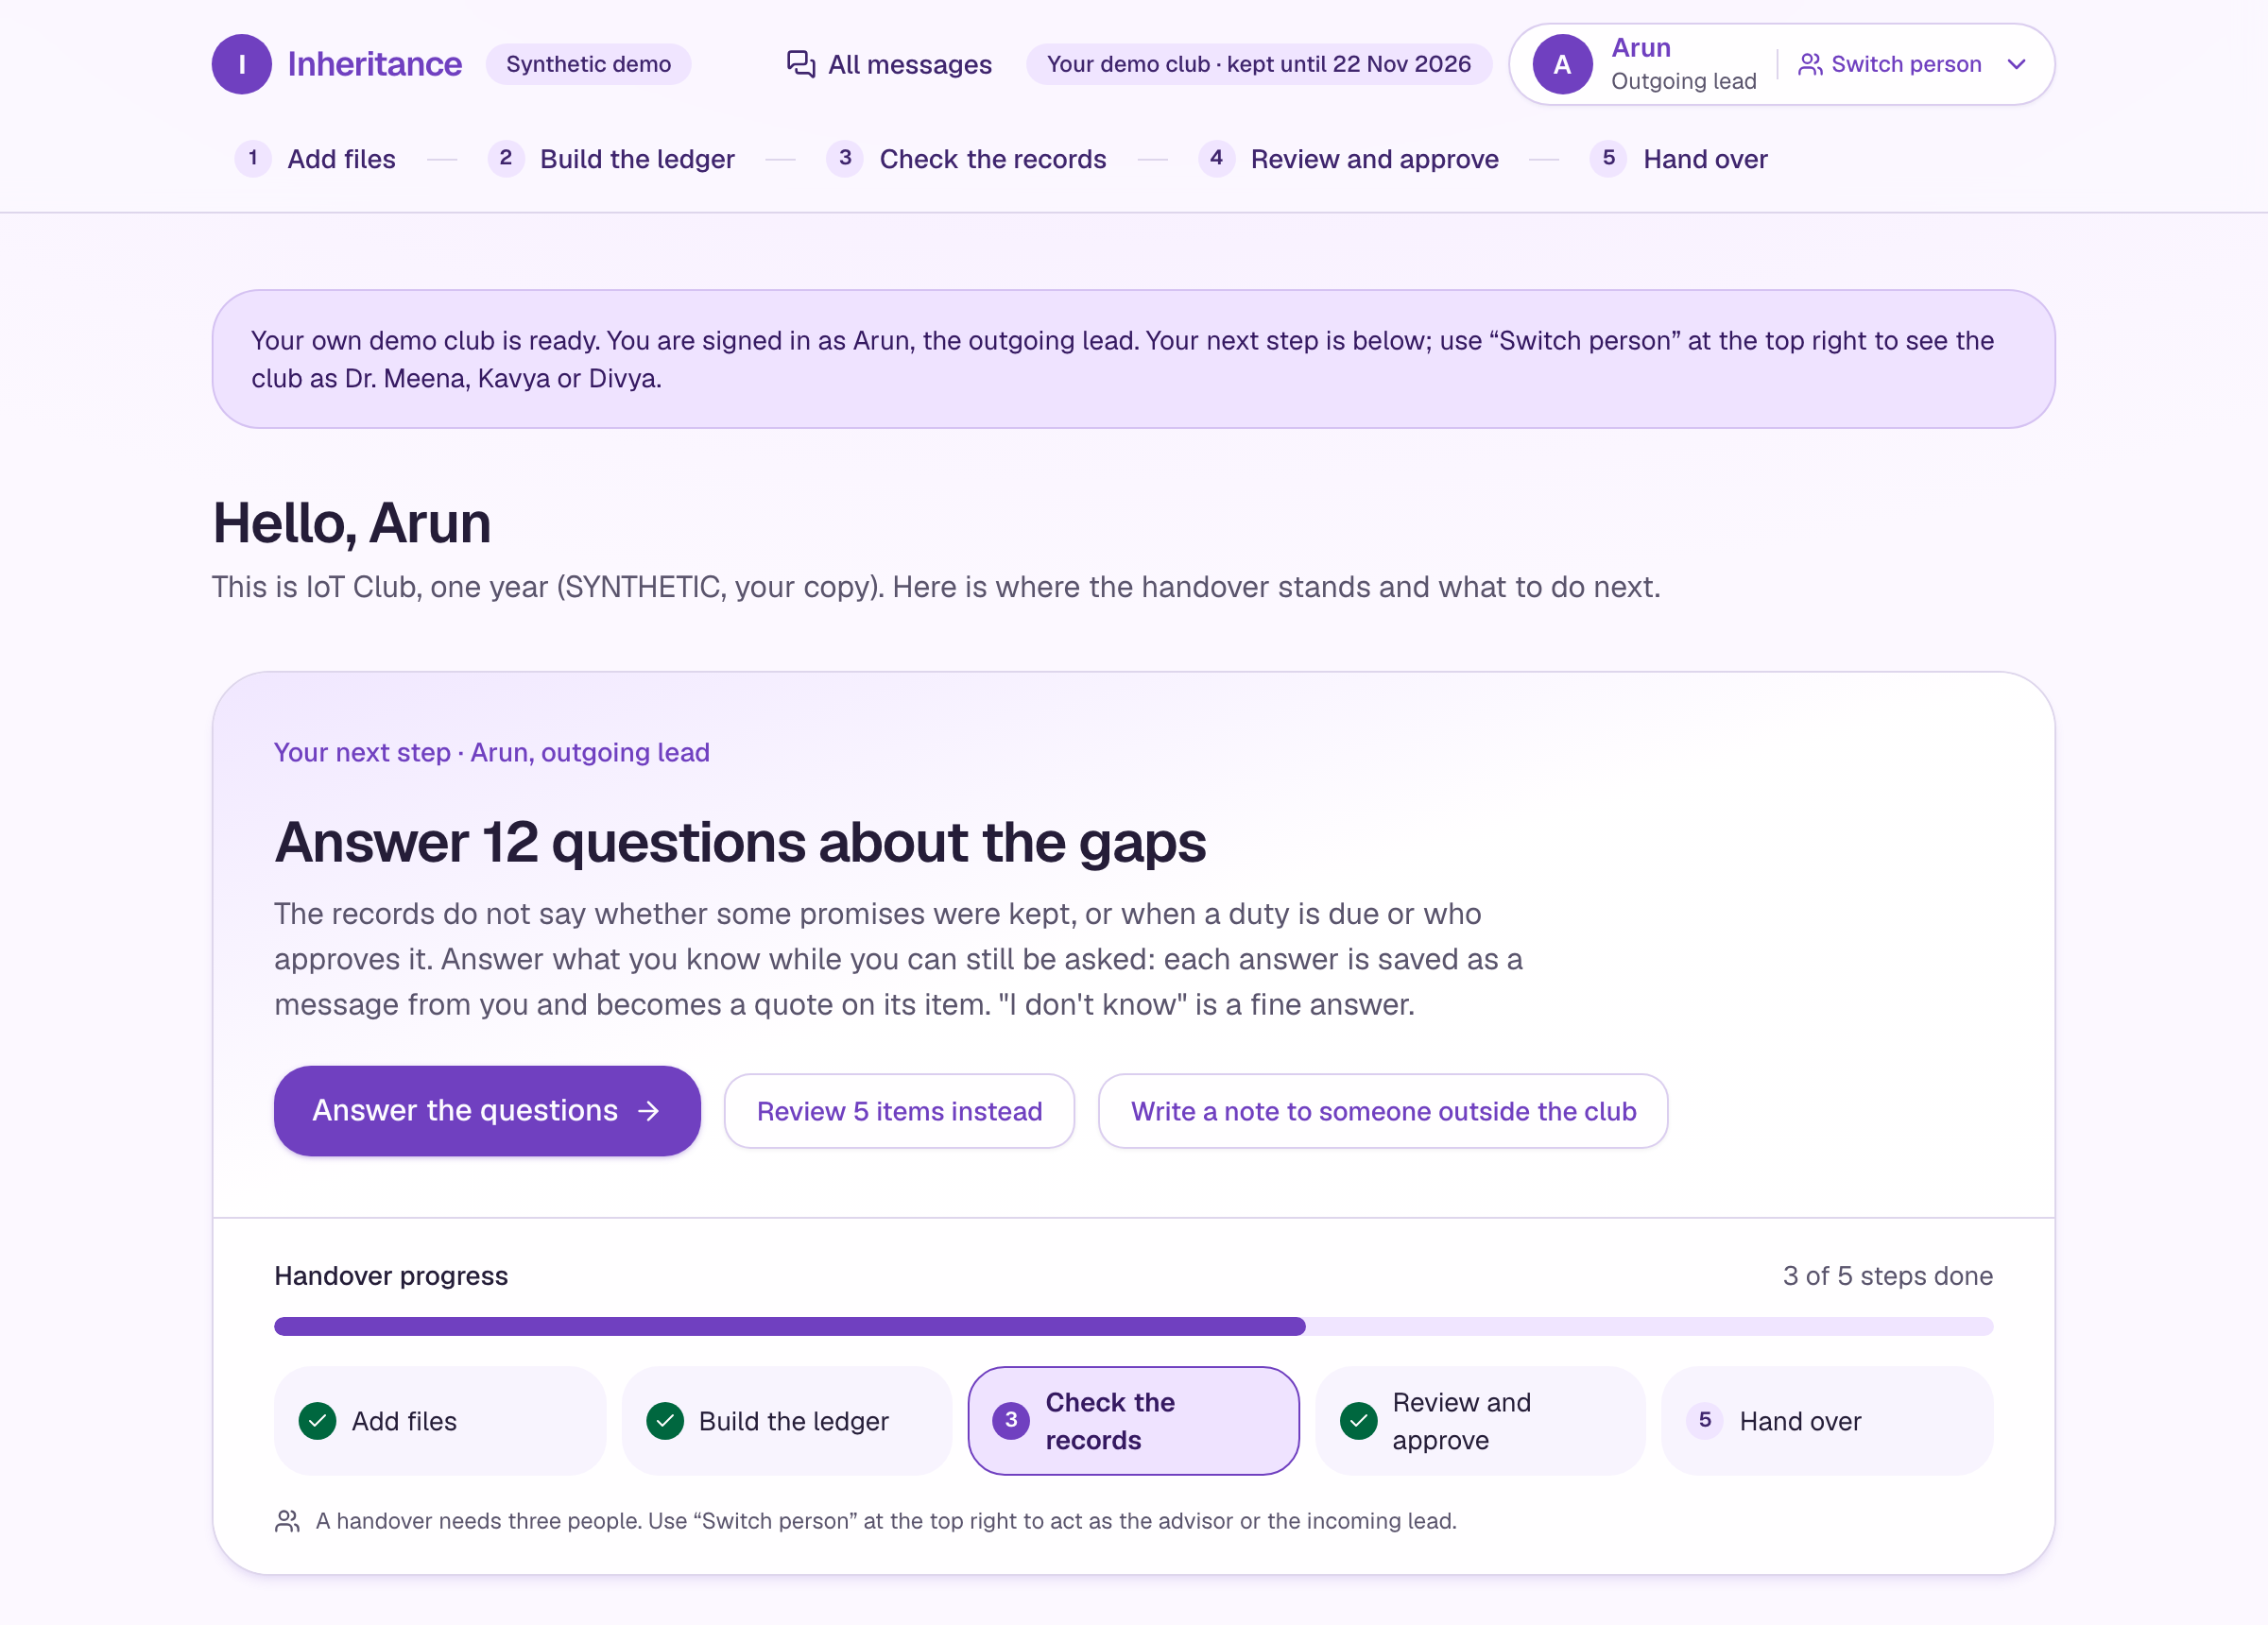 I Inheritance Synthetic demo All messages Your demo club · kept until 22 Nov 2026 A Arun Outgoing lead Switch person
1 Add files 2 Build the ledger 3 Check the records 4 Review and approve 5 Hand over
Your own demo club is ready. You are signed in as Arun, the outgoing lead. Your next step is below; use “Switch person” at the top right to see the
club as Dr. Meena, Kavya or Divya.
Hello, Arun
This is IoT Club, one year (SYNTHETIC, your copy). Here is where the handover stands and what to do next.
Your next step · Arun, outgoing lead
Answer 12 questions about the gaps
The records do not say whether some promises were kept, or when a duty is due or who
approves it. Answer what you know while you can still be asked: each answer is saved as a
message from you and becomes a quote on its item. "I don't know" is a fine answer.
Answer the questions → Review 5 items instead Write a note to someone outside the club
Handover progress 3 of 5 steps done
Add files
Build the ledger
3 Check the
records
Review and
approve
5 Hand over
A handover needs three people. Use “Switch person” at the top right to act as the advisor or the incoming lead.